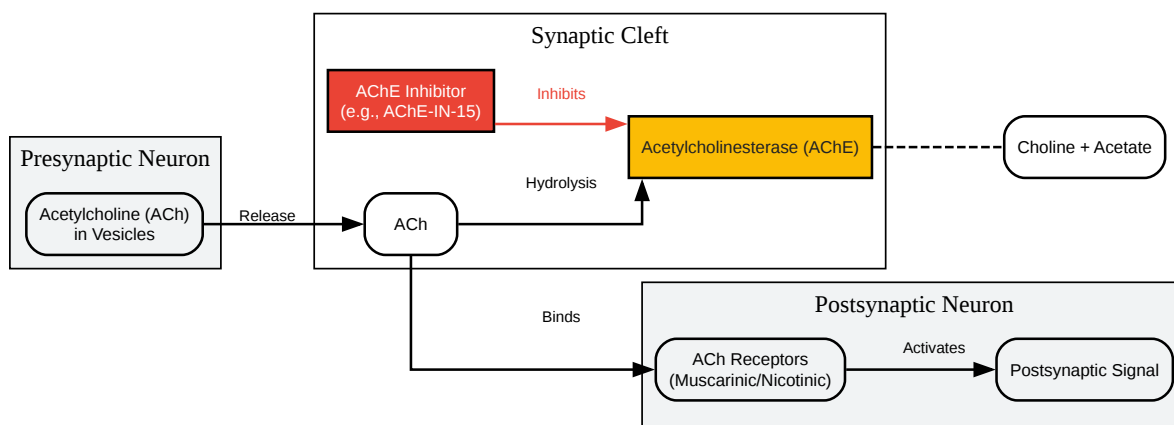 Synaptic Cleft
AChE Inhibitor
(e.g., AChE-IN-15)
Inhibits
Acetylcholinesterase (AChE)
Choline + Acetate
Presynaptic Neuron
Acetylcholine (ACh)
in Vesicles
Release
ACh
Hydrolysis
Binds
Postsynaptic Neuron
ACh Receptors
(Muscarinic/Nicotinic)
Activates
Postsynaptic Signal